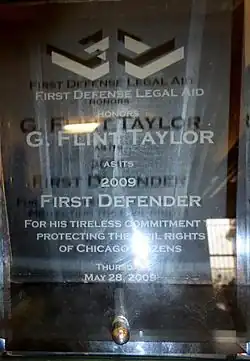 First Defense Legal Aid
honors
G. Flint Taylor
as its
2009
First Defender
For his tireless commitment to
protecting the civil rights
of Chicago citizens
Thursday,
May 28, 2009